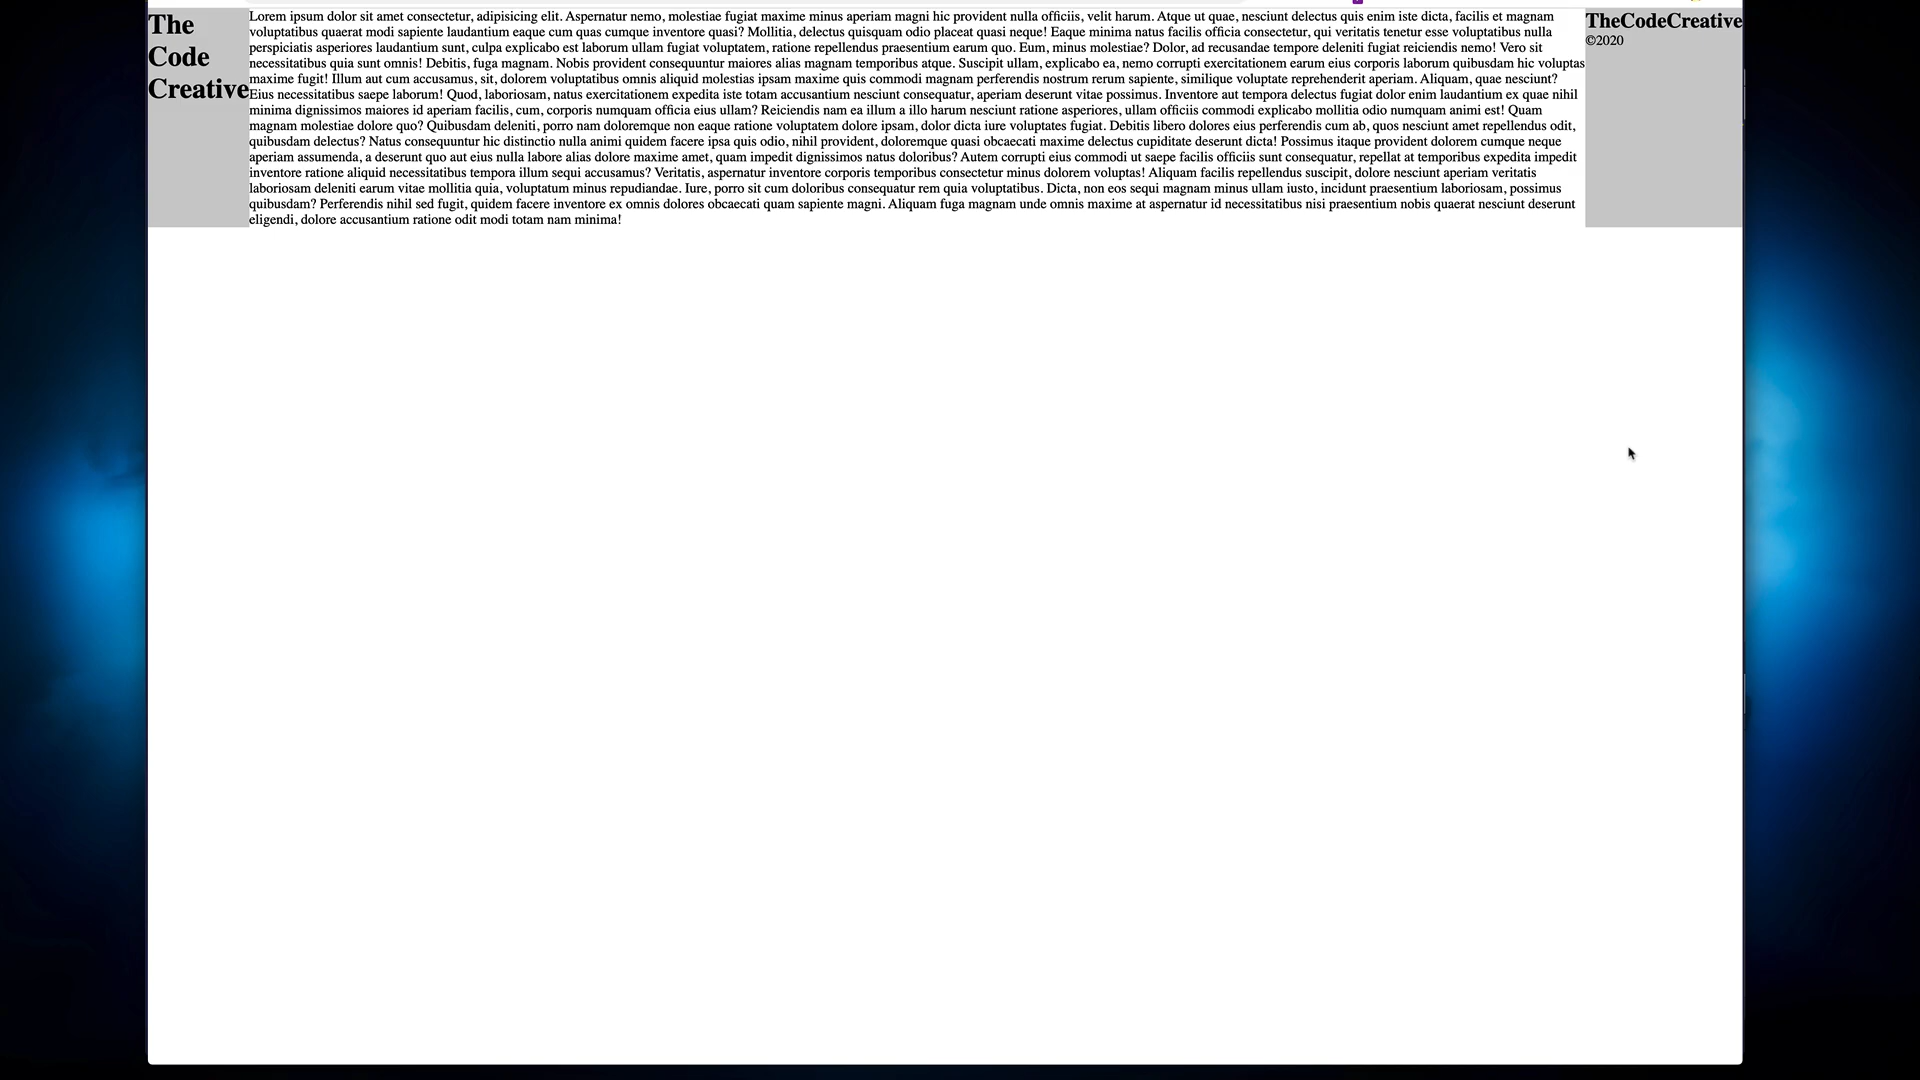 The
Code
Creative
Lorem ipsum dolor sit amet consectetur, adipisicing elit. Aspernatur nemo, molestiae fugiat maxime minus aperiam magni hic provident nulla officiis, velit harum. Atque ut quae, nesciunt delectus quis enim iste dicta, facilis et magnam
voluptatibus quaerat modi sapiente laudantium eaque cum quas cumque inventore quasi? Mollitia, delectus quisquam odio placeat quasi neque! Eaque minima natus facilis officia consectetur, qui veritatis tenetur esse voluptatibus nulla
perspiciatis asperiores laudantium sunt, culpa explicabo est laborum ullam fugiat voluptatem, ratione repellendus praesentium earum quo. Eum, minus molestiae? Dolor, ad recusandae tempore deleniti fugiat reiciendis nemo! Vero sit
necessitatibus quia sunt omnis! Debitis, fuga magnam. Nobis provident consequuntur maiores alias magnam temporibus atque. Suscipit ullam, explicabo ea, nemo corrupti exercitationem earum eius corporis laborum quibusdam hic voluptas
maxime fugit! Illum aut cum accusamus, sit, dolorem voluptatibus omnis aliquid molestias ipsam maxime quis commodi magnam perferendis nostrum rerum sapiente, similique voluptate reprehenderit aperiam. Aliquam, quae nesciunt?
Eius necessitatibus saepe laborum! Quod, laboriosam, natus exercitationem expedita iste totam accusantium nesciunt consequatur, aperiam deserunt vitae possimus. Inventore aut tempora delectus fugiat dolor enim laudantium ex quae nihil
minima dignissimos maiores id aperiam facilis, cum, corporis numquam officia eius ullam? Reiciendis nam ea illum a illo harum nesciunt ratione asperiores, ullam officiis commodi explicabo mollitia odio numquam animi est! Quam
magnam molestiae dolore quo? Quibusdam deleniti, porro nam doloremque non eaque ratione voluptatem dolore ipsam, dolor dicta iure voluptates fugiat. Debitis libero dolores eius perferendis cum ab, quos nesciunt amet repellendus odit,
quibusdam delectus? Natus consequuntur hic distinctio nulla animi quidem facere ipsa quis odio, nihil provident, doloremque quasi obcaecati maxime delectus cupiditate deserunt dicta! Possimus itaque provident dolorem cumque neque
aperiam assumenda, a deserunt quo aut eius nulla labore alias dolore maxime amet, quam impedit dignissimos natus doloribus? Autem corrupti eius commodi ut saepe facilis officiis sunt consequatur, repellat at temporibus expedita impedit
inventore ratione aliquid necessitatibus tempora illum sequi accusamus? Veritatis, aspernatur inventore corporis temporibus consectetur minus dolorem voluptas! Aliquam facilis repellendus suscipit, dolore nesciunt aperiam veritatis
laboriosam deleniti earum vitae mollitia quia, voluptatum minus repudiandae. Iure, porro sit cum doloribus consequatur rem quia voluptatibus. Dicta, non eos sequi magnam minus ullam iusto, incidunt praesentium laboriosam, possimus
quibusdam? Perferendis nihil sed fugit, quidem facere inventore ex omnis dolores obcaecati quam sapiente magni. Aliquam fuga magnam unde omnis maxime at aspernatur id necessitatibus nisi praesentium nobis quaerat nesciunt deserunt
eligendi, dolore accusantium ratione odit modi totam nam minima!
TheCodeCreative
©2020